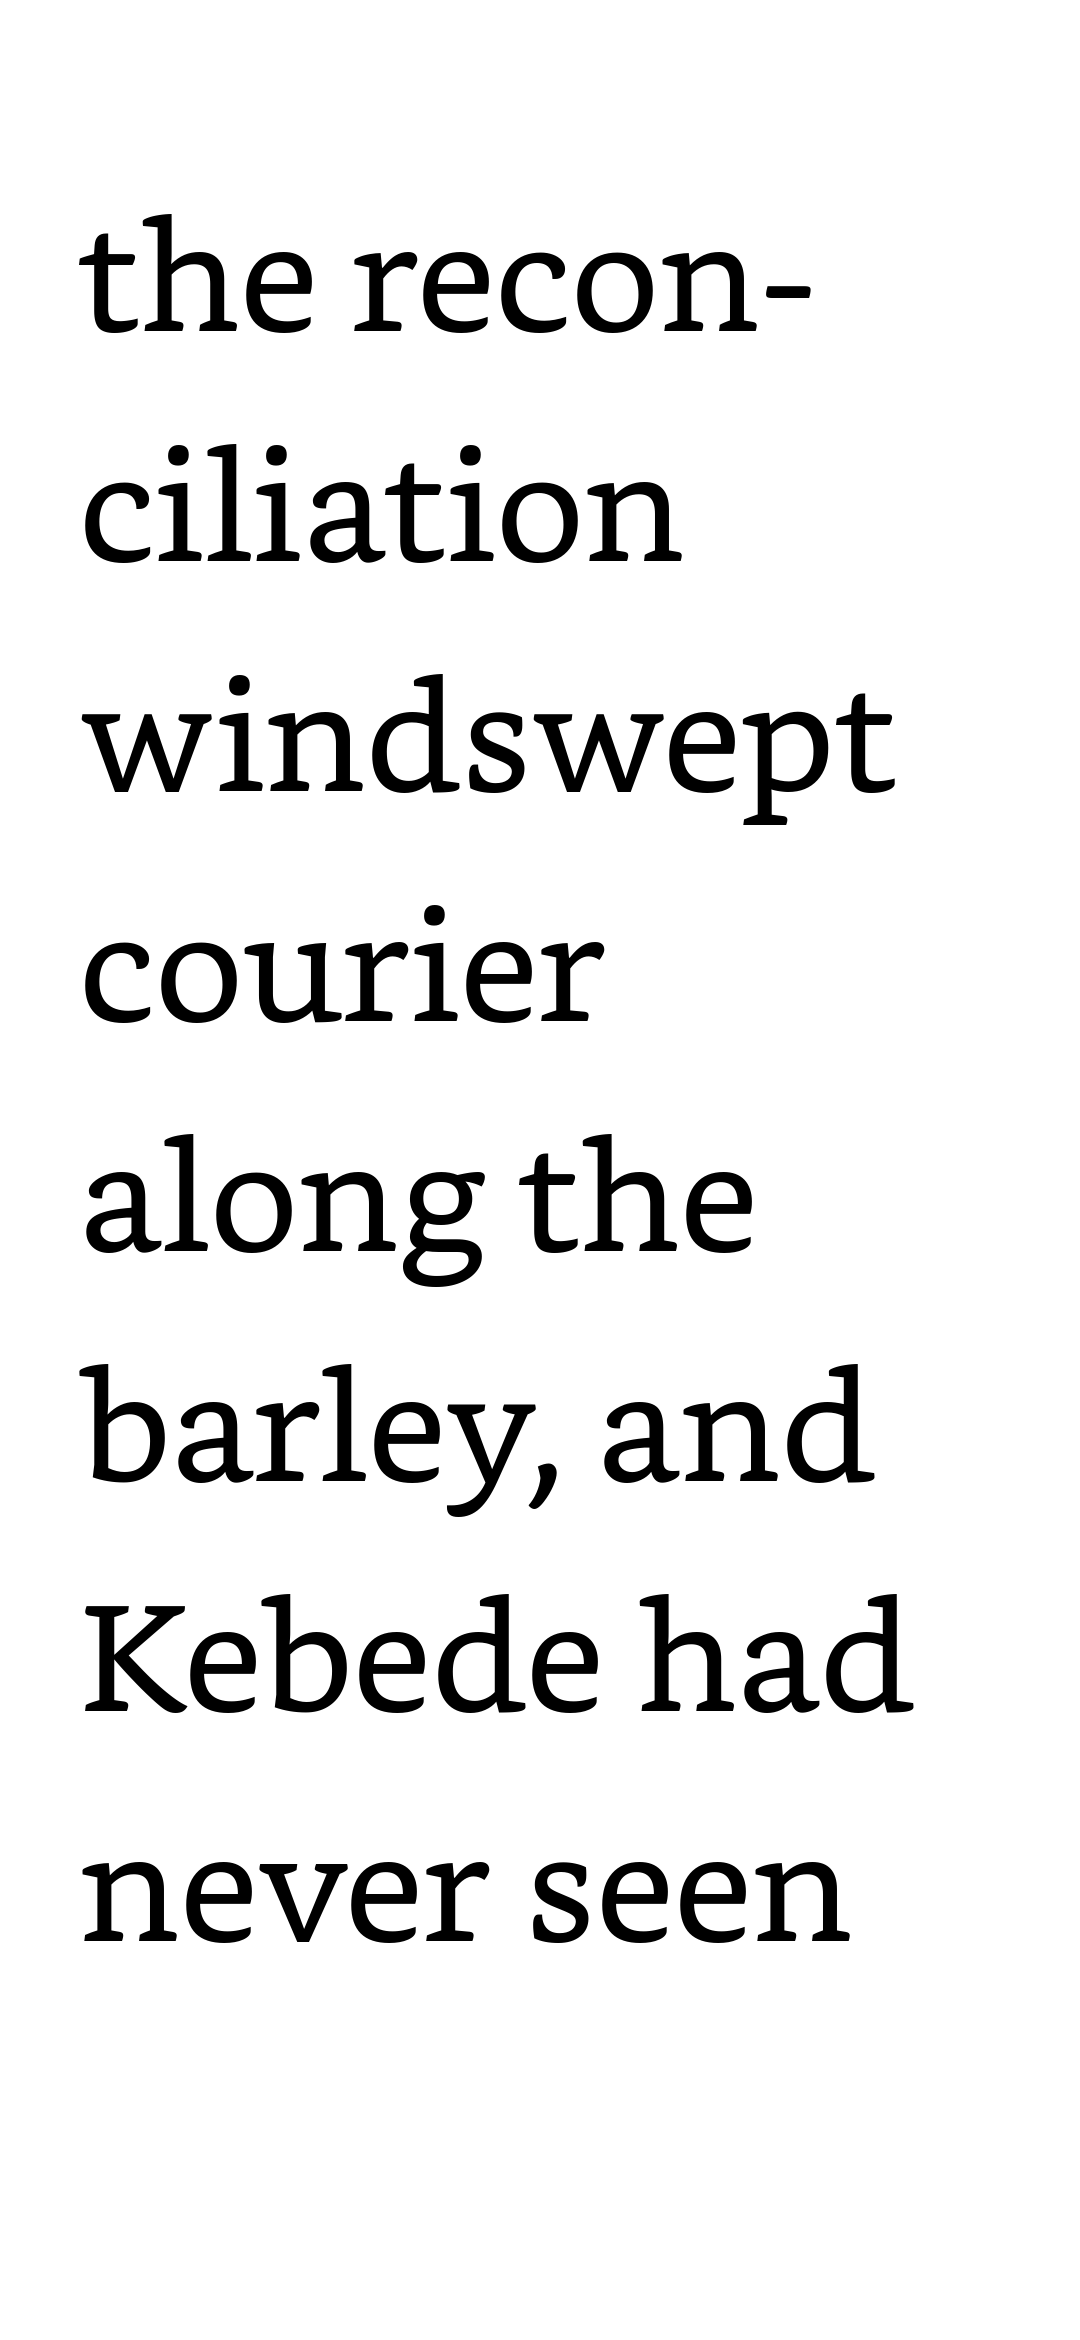 the recon-
ciliation
windswept
courier
along the
barley, and
Kebede had
never seen